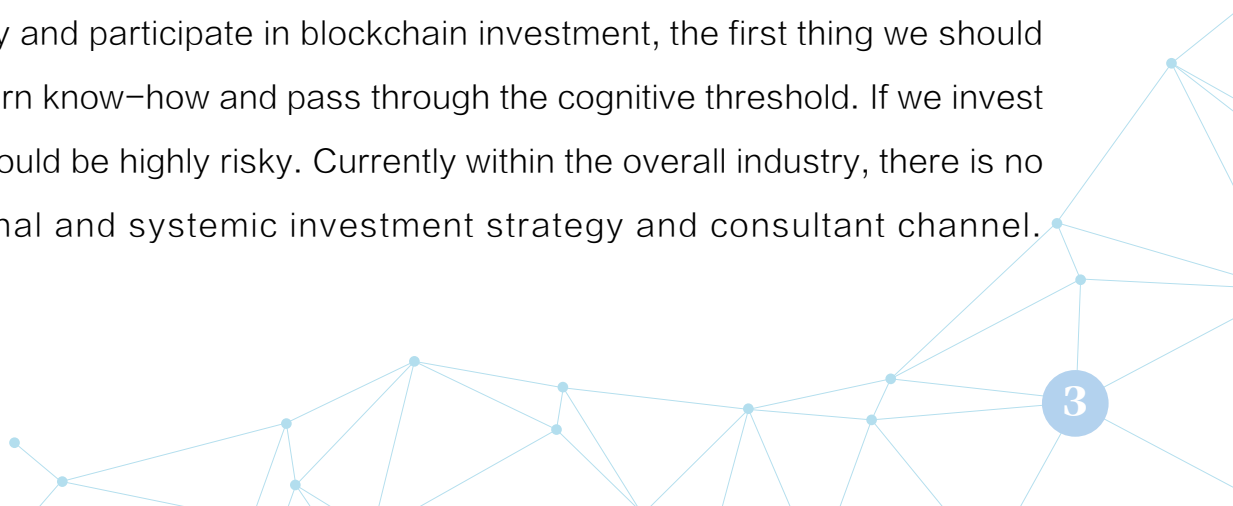 y and participate in blockchain investment, the first thing we should
rn know-how and pass through the cognitive threshold. If we invest
ould be highly risky. Currently within the overall industry, there is no
nal and systemic investment strategy and consultant channel.
3